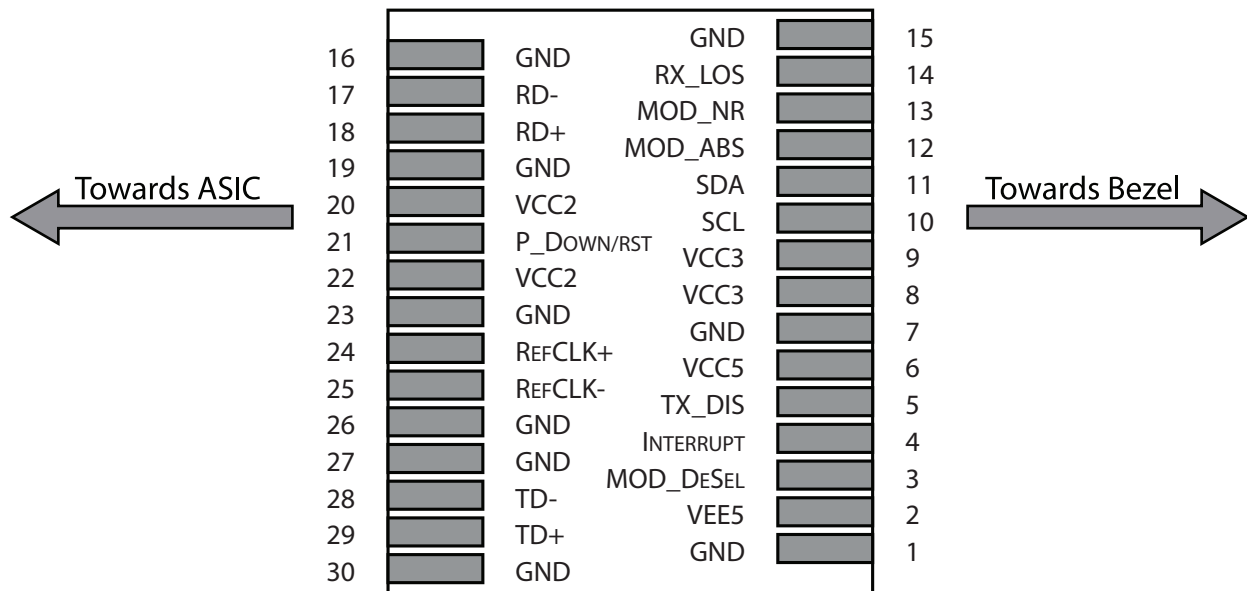 GND 15
16 GND
RX_LOS 14
17 RD-
MOD_NR 13
18 RD+
MOD_ABS 12
19 GND
SDA 11
Towards ASIC
Towards Bezel
20 VCC2
SCL 10
21 P_DOWN/RST
VCC3 9
22 VCC2
VCC3 8
23 GND
GND 7
24 REFCLK+
VCC5 6
25 REFCLK-
TX_DIS 5
26 GND
INTERRUPT 4
27 GND
MOD_DESEL 3
28 TD-
VEE5 2
29 TD+
GND 1
30 GND